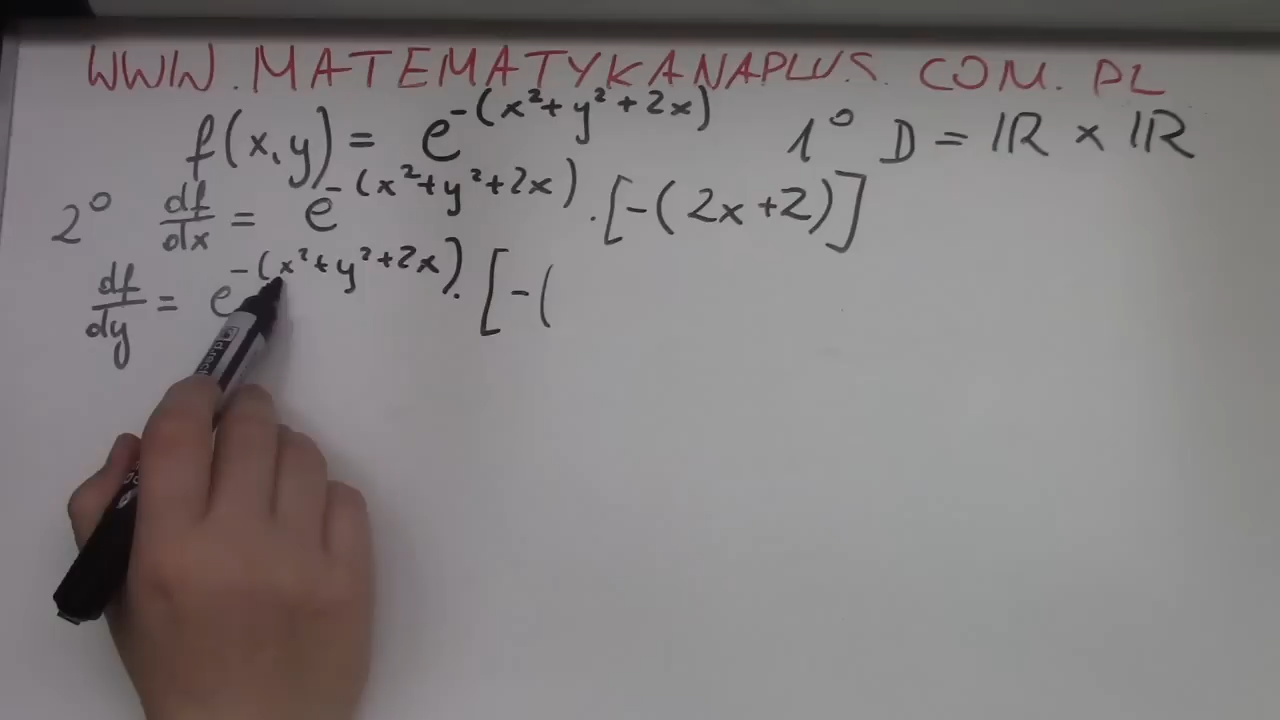 WWW.MATEMATYKANAPLUS.COM.PL
f(x,y) = e^-(x²+y²+2x) 1° D = ℝ × ℝ
2° df/dx = e^-(x²+y²+2x) · [-(2x+2)]
df/dy = e^-(x²+y²+2x) · [-(